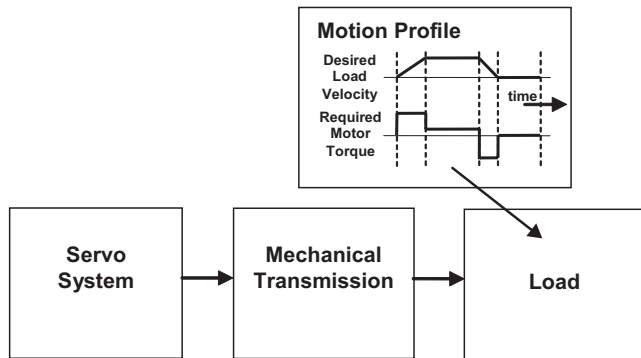 Motion Profile
Desired
Load
Velocity
time
Required
Motor
Torque
Servo
System
Mechanical
Transmission
Load